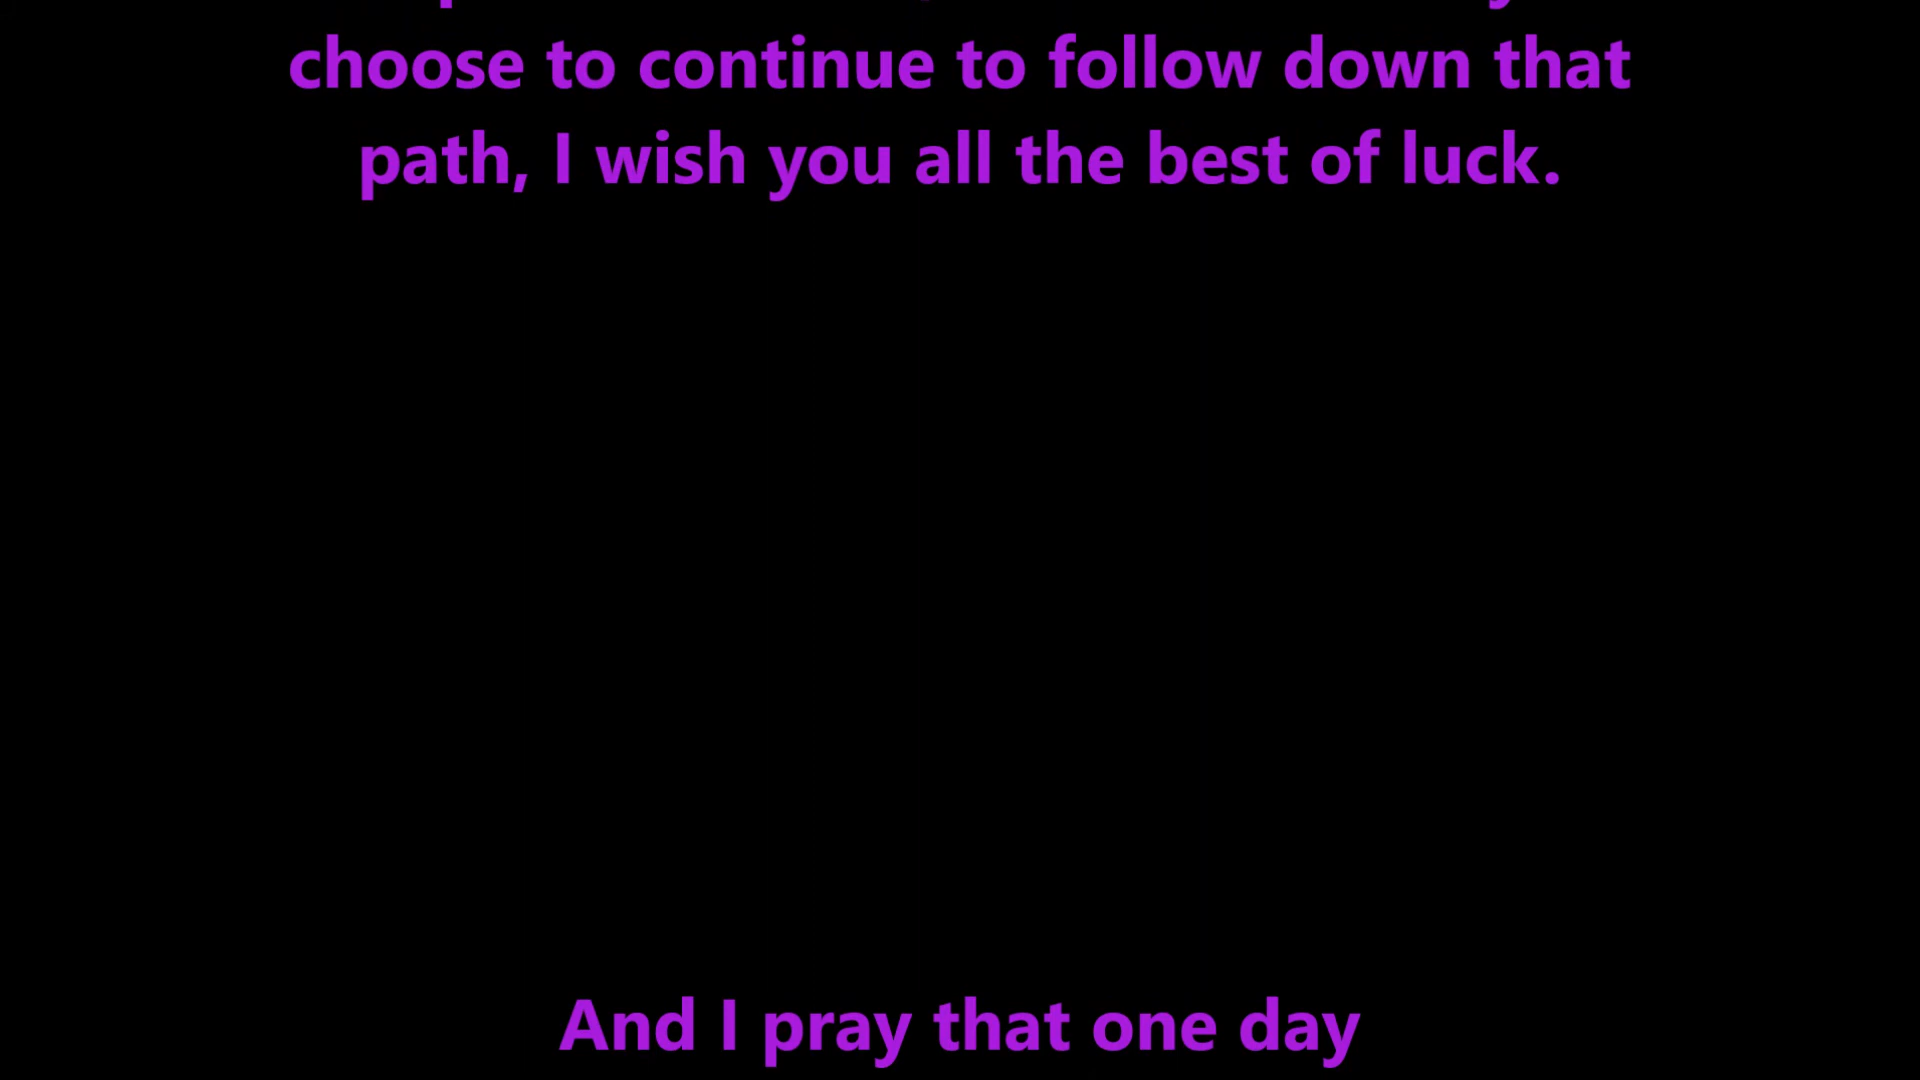 choose to continue to follow down that
path, I wish you all the best of luck.
And I pray that one day